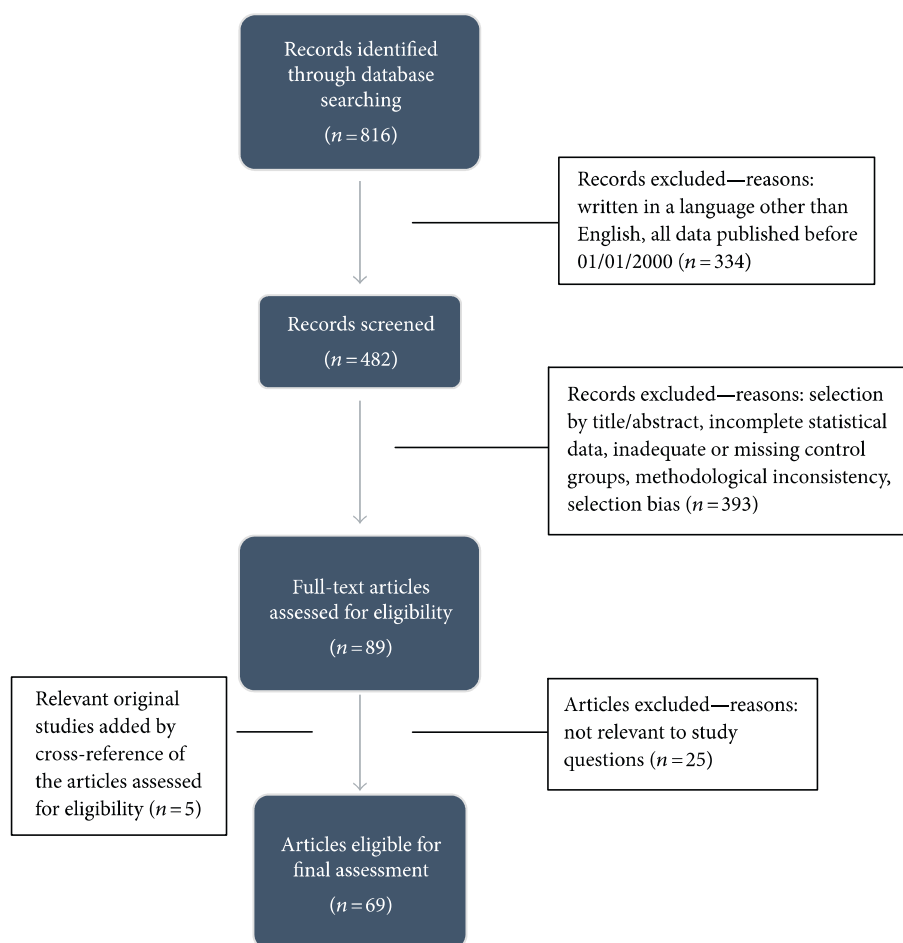 Records identified
through database
searching
(n = 816)
Records excluded—reasons:
written in a language other than
English, all data published before
01/01/2000 (n = 334)
Records screened
(n = 482)
Records excluded—reasons: selection
by title/abstract, incomplete statistical
data, inadequate or missing control
groups, methodological inconsistency,
selection bias (n = 393)
Full-text articles
assessed for eligibility
(n = 89)
Relevant original
studies added by
cross-reference of
the articles assessed
for eligibility (n = 5)
Articles excluded—reasons:
not relevant to study
questions (n = 25)
Articles eligible for
final assessment
(n = 69)